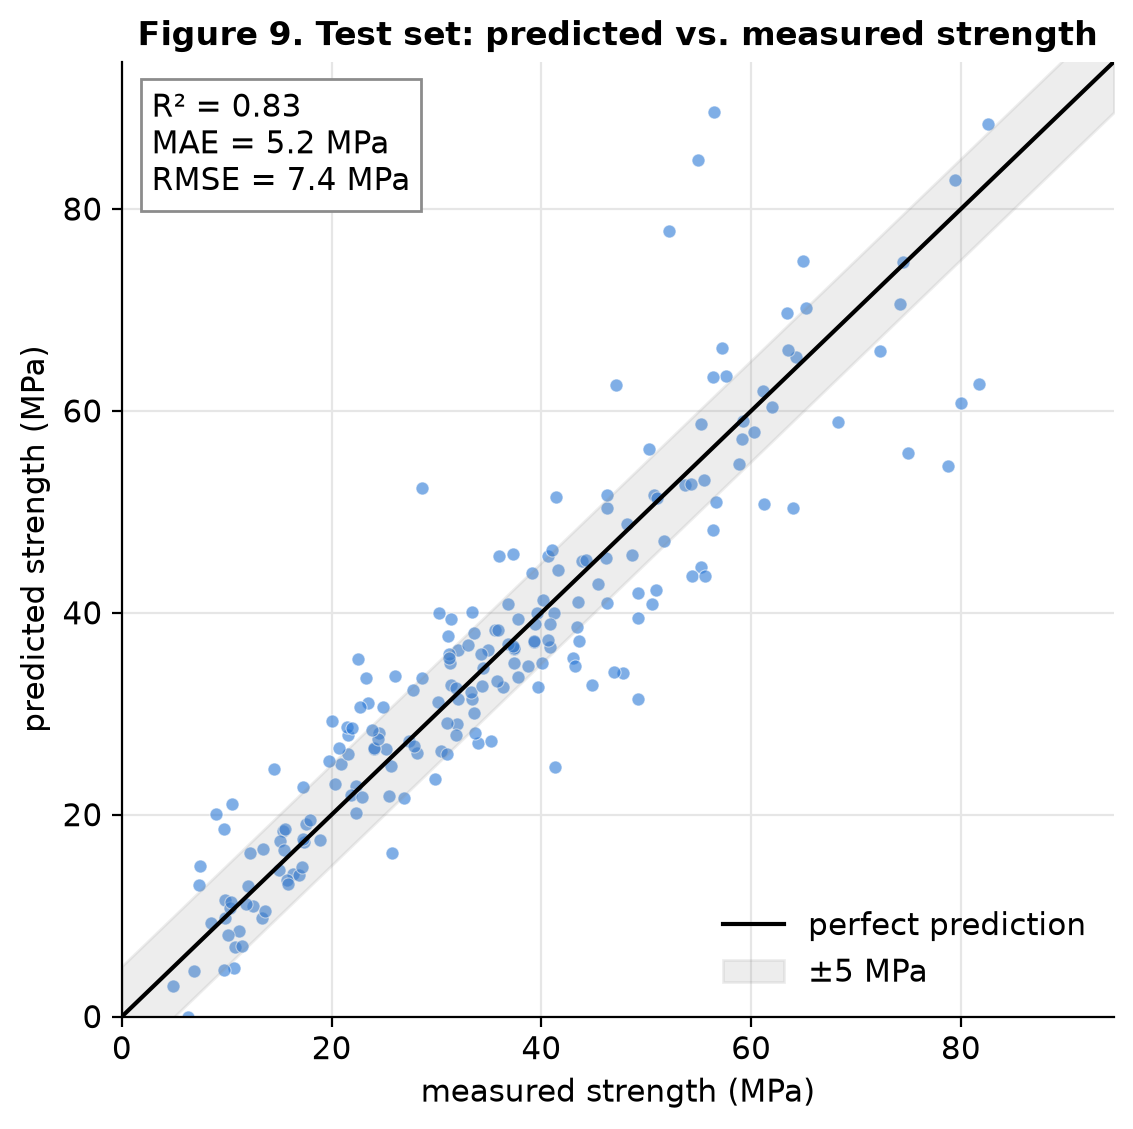 Figure 9. Test set: predicted vs. measured strength
R² = 0.83
MAE = 5.2 MPa
RMSE = 7.4 MPa
predicted strength (MPa)
80
60
40
20
0
perfect prediction
±5 MPa
0 20 40 60 80
measured strength (MPa)